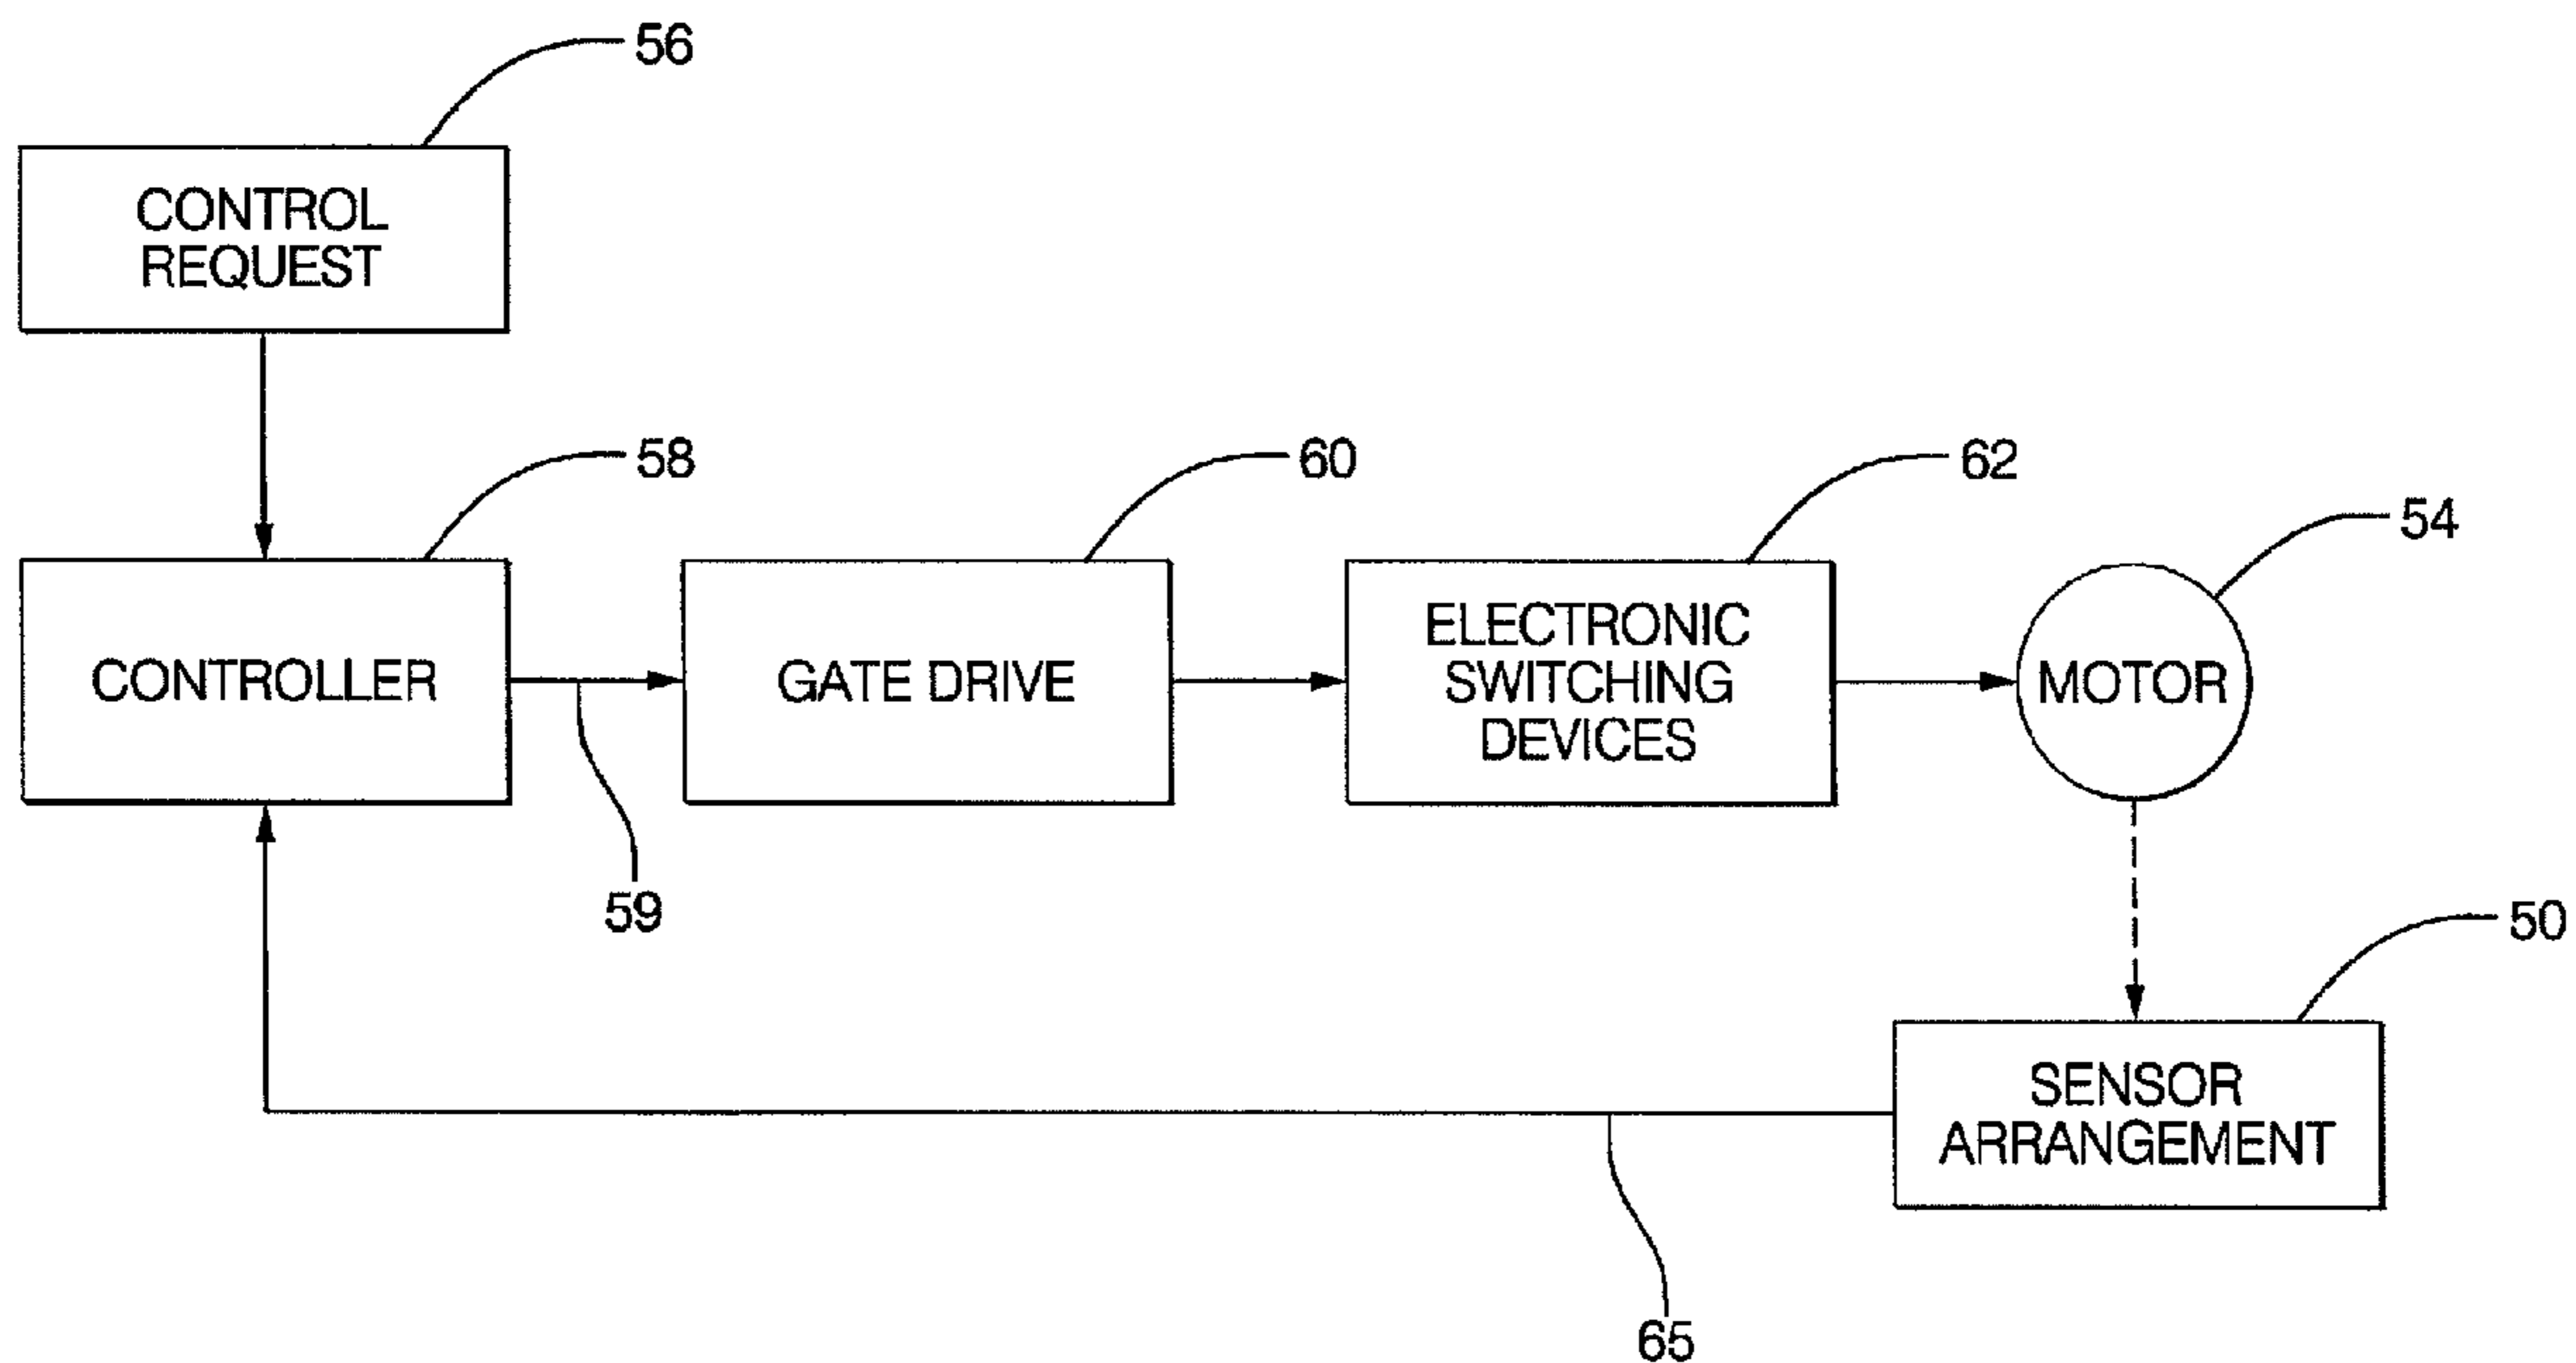 56
CONTROL
REQUEST
58
60
62
54
CONTROLLER
GATE DRIVE
ELECTRONIC
SWITCHING
DEVICES
MOTOR
59
50
SENSOR
ARRANGEMENT
65